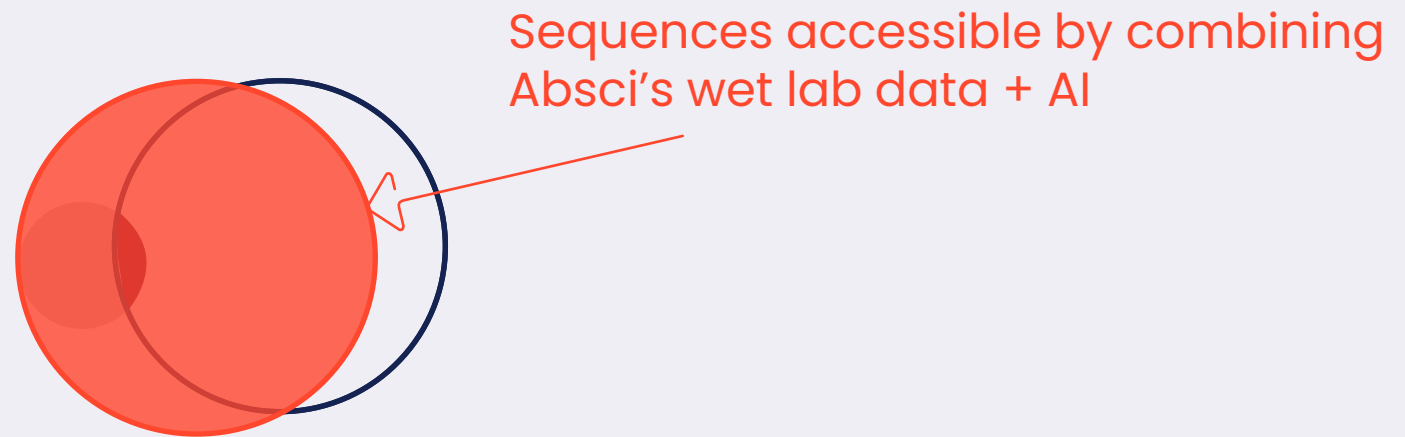 Sequences accessible by combining
Absci’s wet lab data + AI